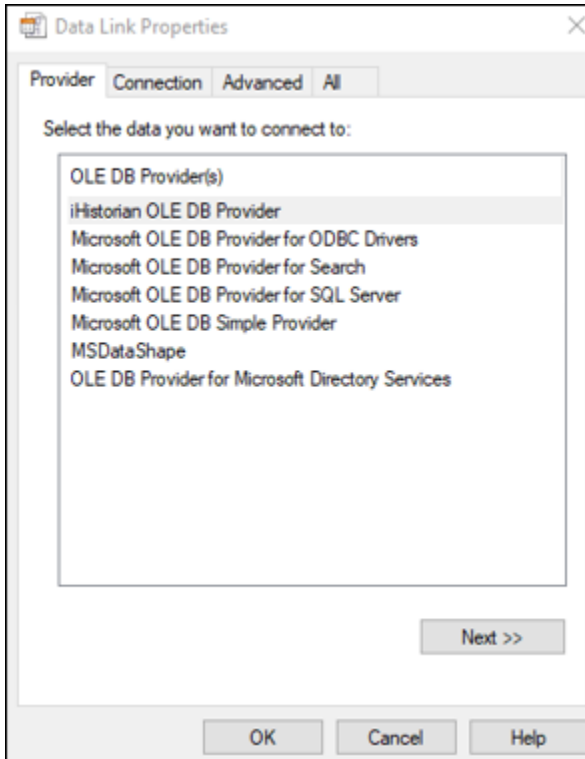 Data Link Properties
Provider Connection Advanced All
Select the data you want to connect to:
OLE DB Provider(s)
iHistorian OLE DB Provider
Microsoft OLE DB Provider for ODBC Drivers
Microsoft OLE DB Provider for Search
Microsoft OLE DB Provider for SQL Server
Microsoft OLE DB Simple Provider
MSDataShape
OLE DB Provider for Microsoft Directory Services
Next >>
OK Cancel Help